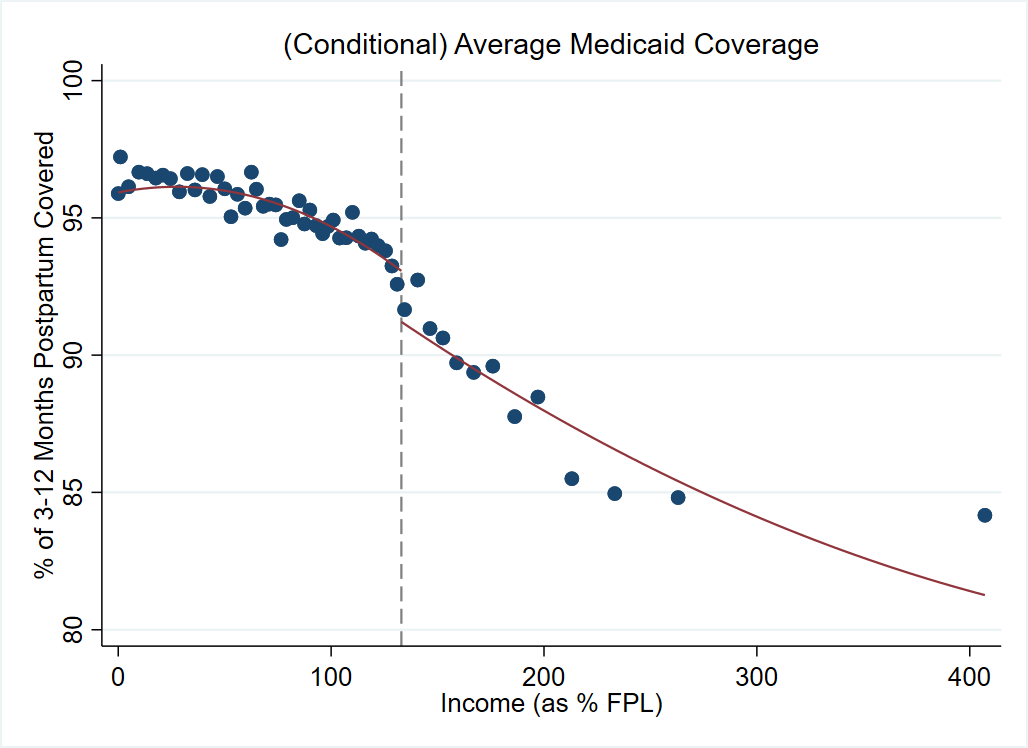 (Conditional) Average Medicaid Coverage
% of 3-12 Months Postpartum Covered
100
95
90
85
80
0 100 200 300 400
Income (as % FPL)